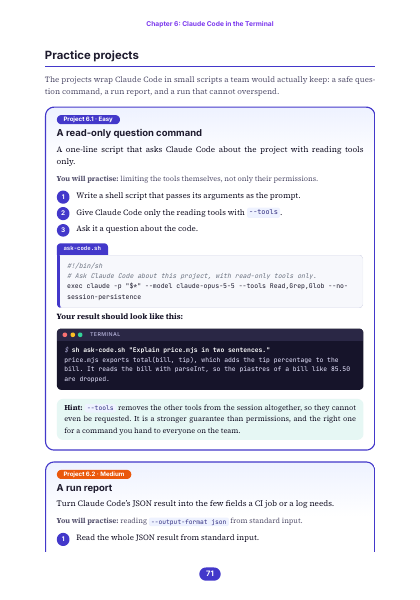 Chapter 6: Claude Code in the Terminal
Practice projects
The projects wrap Claude Code in small scripts a team would actually keep: a safe ques-
tion command, a run report, and a run that cannot overspend.
Project 6.1 · Easy
A read-only question command
A one-line script that asks Claude Code about the project with reading tools
only.
You will practise: limiting the tools themselves, not only their permissions.
1 Write a shell script that passes its arguments as the prompt.
2 Give Claude Code only the reading tools with --tools .
3 Ask it a question about the code.
ask-code.sh
#!/bin/sh
# Ask Claude Code about this project, with read-only tools only.
exec claude -p "$*" --model claude-opus-5-5 --tools Read,Grep,Glob --no-
session-persistence
Your result should look like this:
TERMINAL
$ sh ask-code.sh "Explain price.mjs in two sentences."
price.mjs exports total(bill, tip), which adds the tip percentage to the
bill. It reads the bill with parseInt, so the piastres of a bill like 85.50
are dropped.
Hint: --tools removes the other tools from the session altogether, so they cannot
even be requested. It is a stronger guarantee than permissions, and the right one
for a command you hand to everyone on the team.
Project 6.2 · Medium
A run report
Turn Claude Code's JSON result into the few fields a CI job or a log needs.
You will practise: reading --output-format json from standard input.
1 Read the whole JSON result from standard input.
71